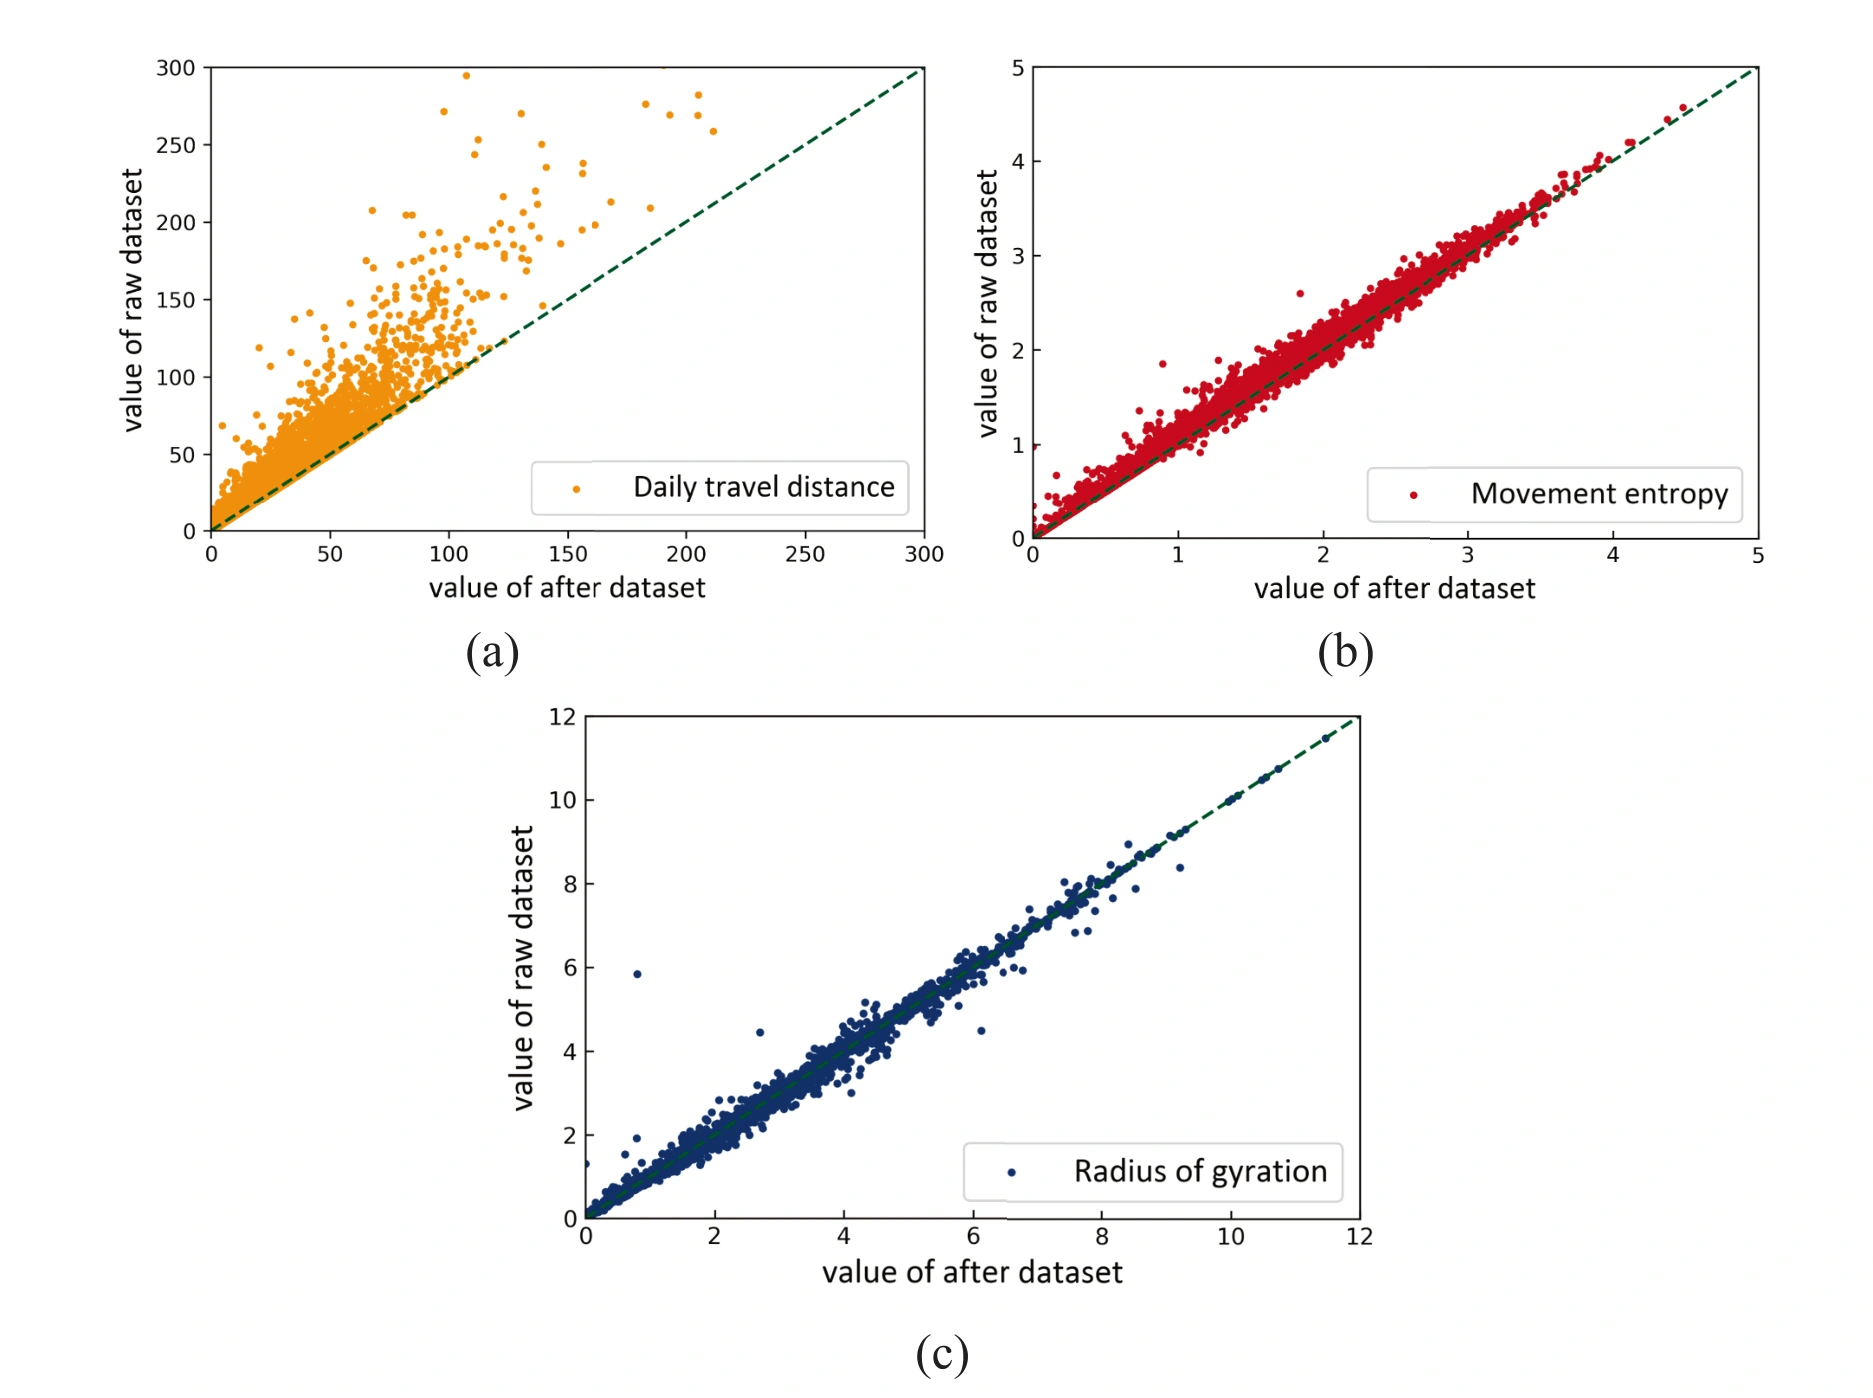 300
250
200
150
100
50
0
0 50 100 150 200 250 300
value of raw dataset
value of after dataset
Daily travel distance
(a)
5
4
3
2
1
0
0 1 2 3 4 5
value of raw dataset
value of after dataset
Movement entropy
(b)
12
10
8
6
4
2
0
0 2 4 6 8 10 12
value of raw dataset
value of after dataset
Radius of gyration
(c)